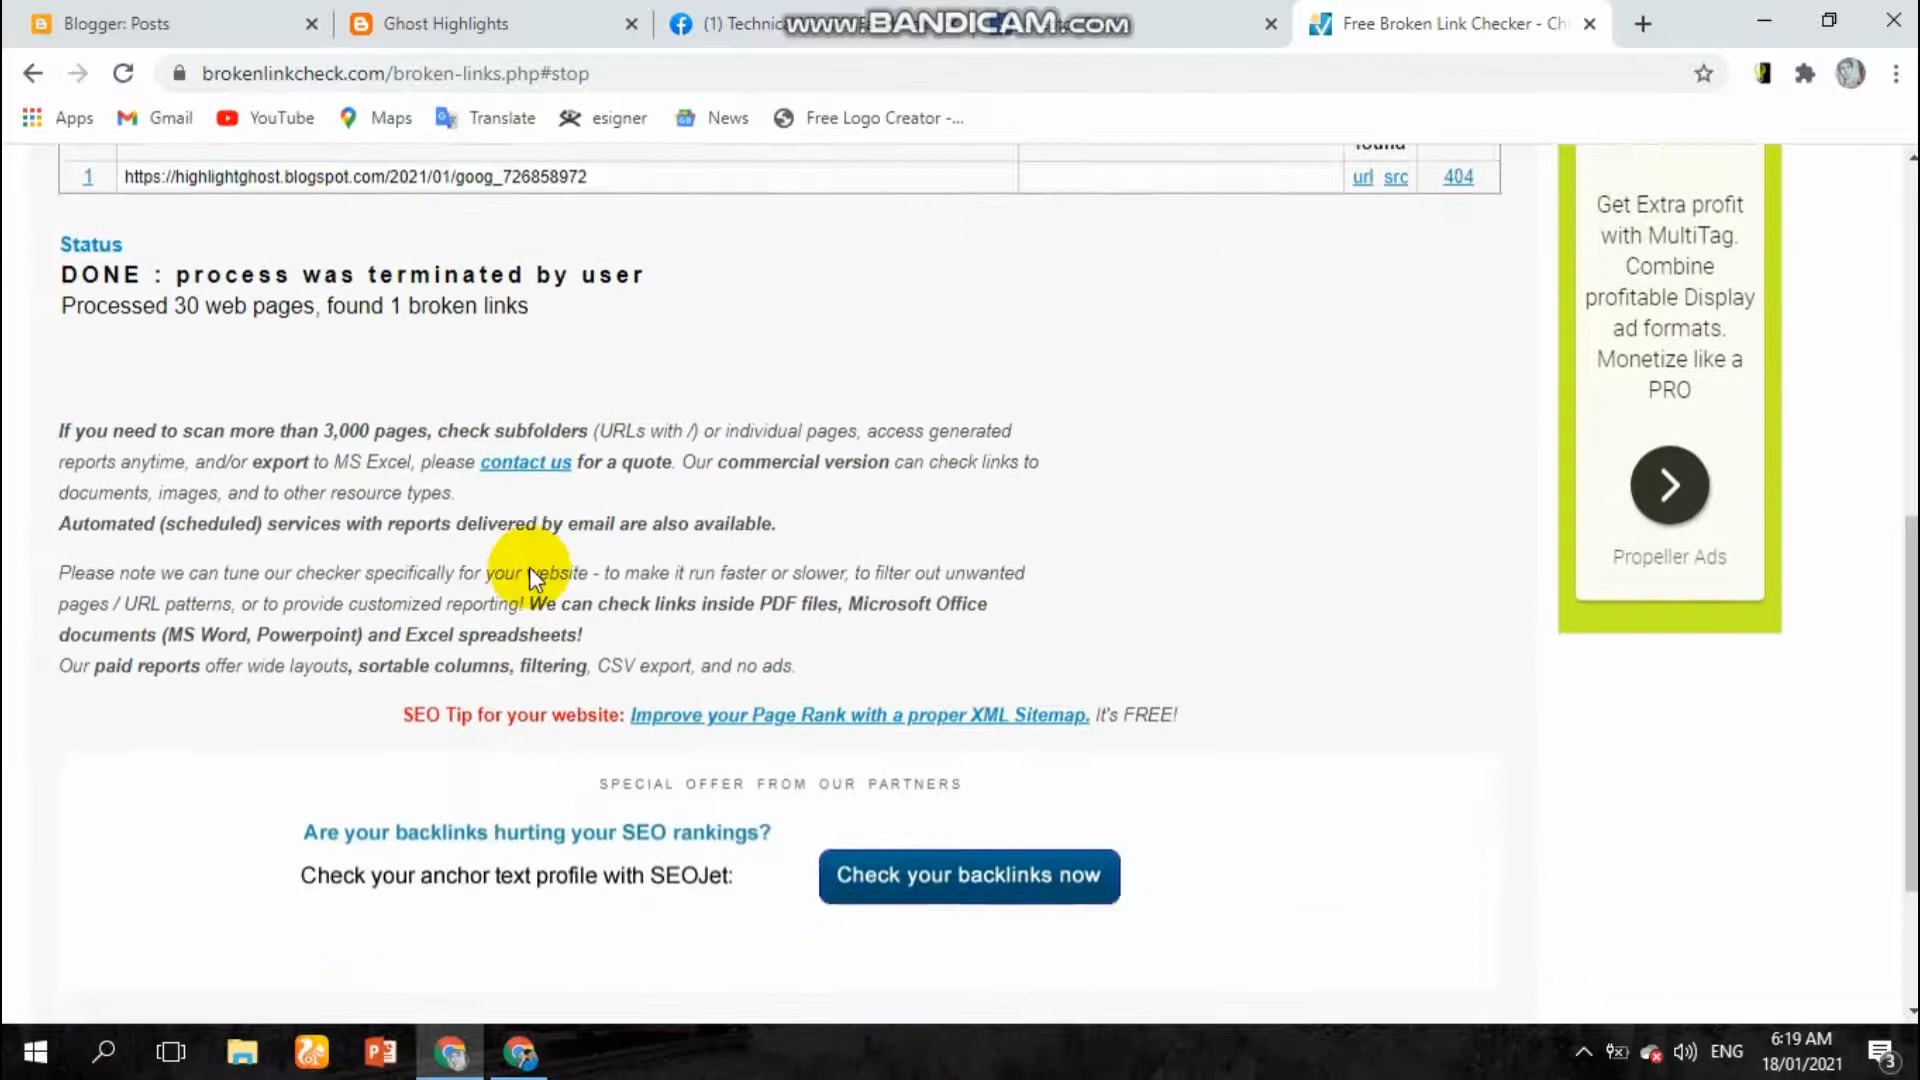 Blogger: Posts
Ghost Highlights
(1) Technic
www.BANDICAM.com
Free Broken Link Checker - Ch
brokenlinkcheck.com/broken-links.php#stop
Apps
Gmail
YouTube
Maps
Translate
esigner
News
Free Logo Creator -...
found
1 https://highlightghost.blogspot.com/2021/01/goog_726858972 url src 404
Status
DONE : process was terminated by user
Processed 30 web pages, found 1 broken links
If you need to scan more than 3,000 pages, check subfolders (URLs with /) or individual pages, access generated
reports anytime, and/or export to MS Excel, please contact us for a quote. Our commercial version can check links to
documents, images, and to other resource types.
Automated (scheduled) services with reports delivered by email are also available.
Please note we can tune our checker specifically for your website - to make it run faster or slower, to filter out unwanted
pages / URL patterns, or to provide customized reporting! We can check links inside PDF files, Microsoft Office
documents (MS Word, Powerpoint) and Excel spreadsheets!
Our paid reports offer wide layouts, sortable columns, filtering, CSV export, and no ads.
SEO Tip for your website: Improve your Page Rank with a proper XML Sitemap. It's FREE!
SPECIAL OFFER FROM OUR PARTNERS
Are your backlinks hurting your SEO rankings?
Check your anchor text profile with SEOJet:
Check your backlinks now
Get Extra profit
with MultiTag.
Combine
profitable Display
ad formats.
Monetize like a
PRO
Propeller Ads
ENG
6:19 AM
18/01/2021
3